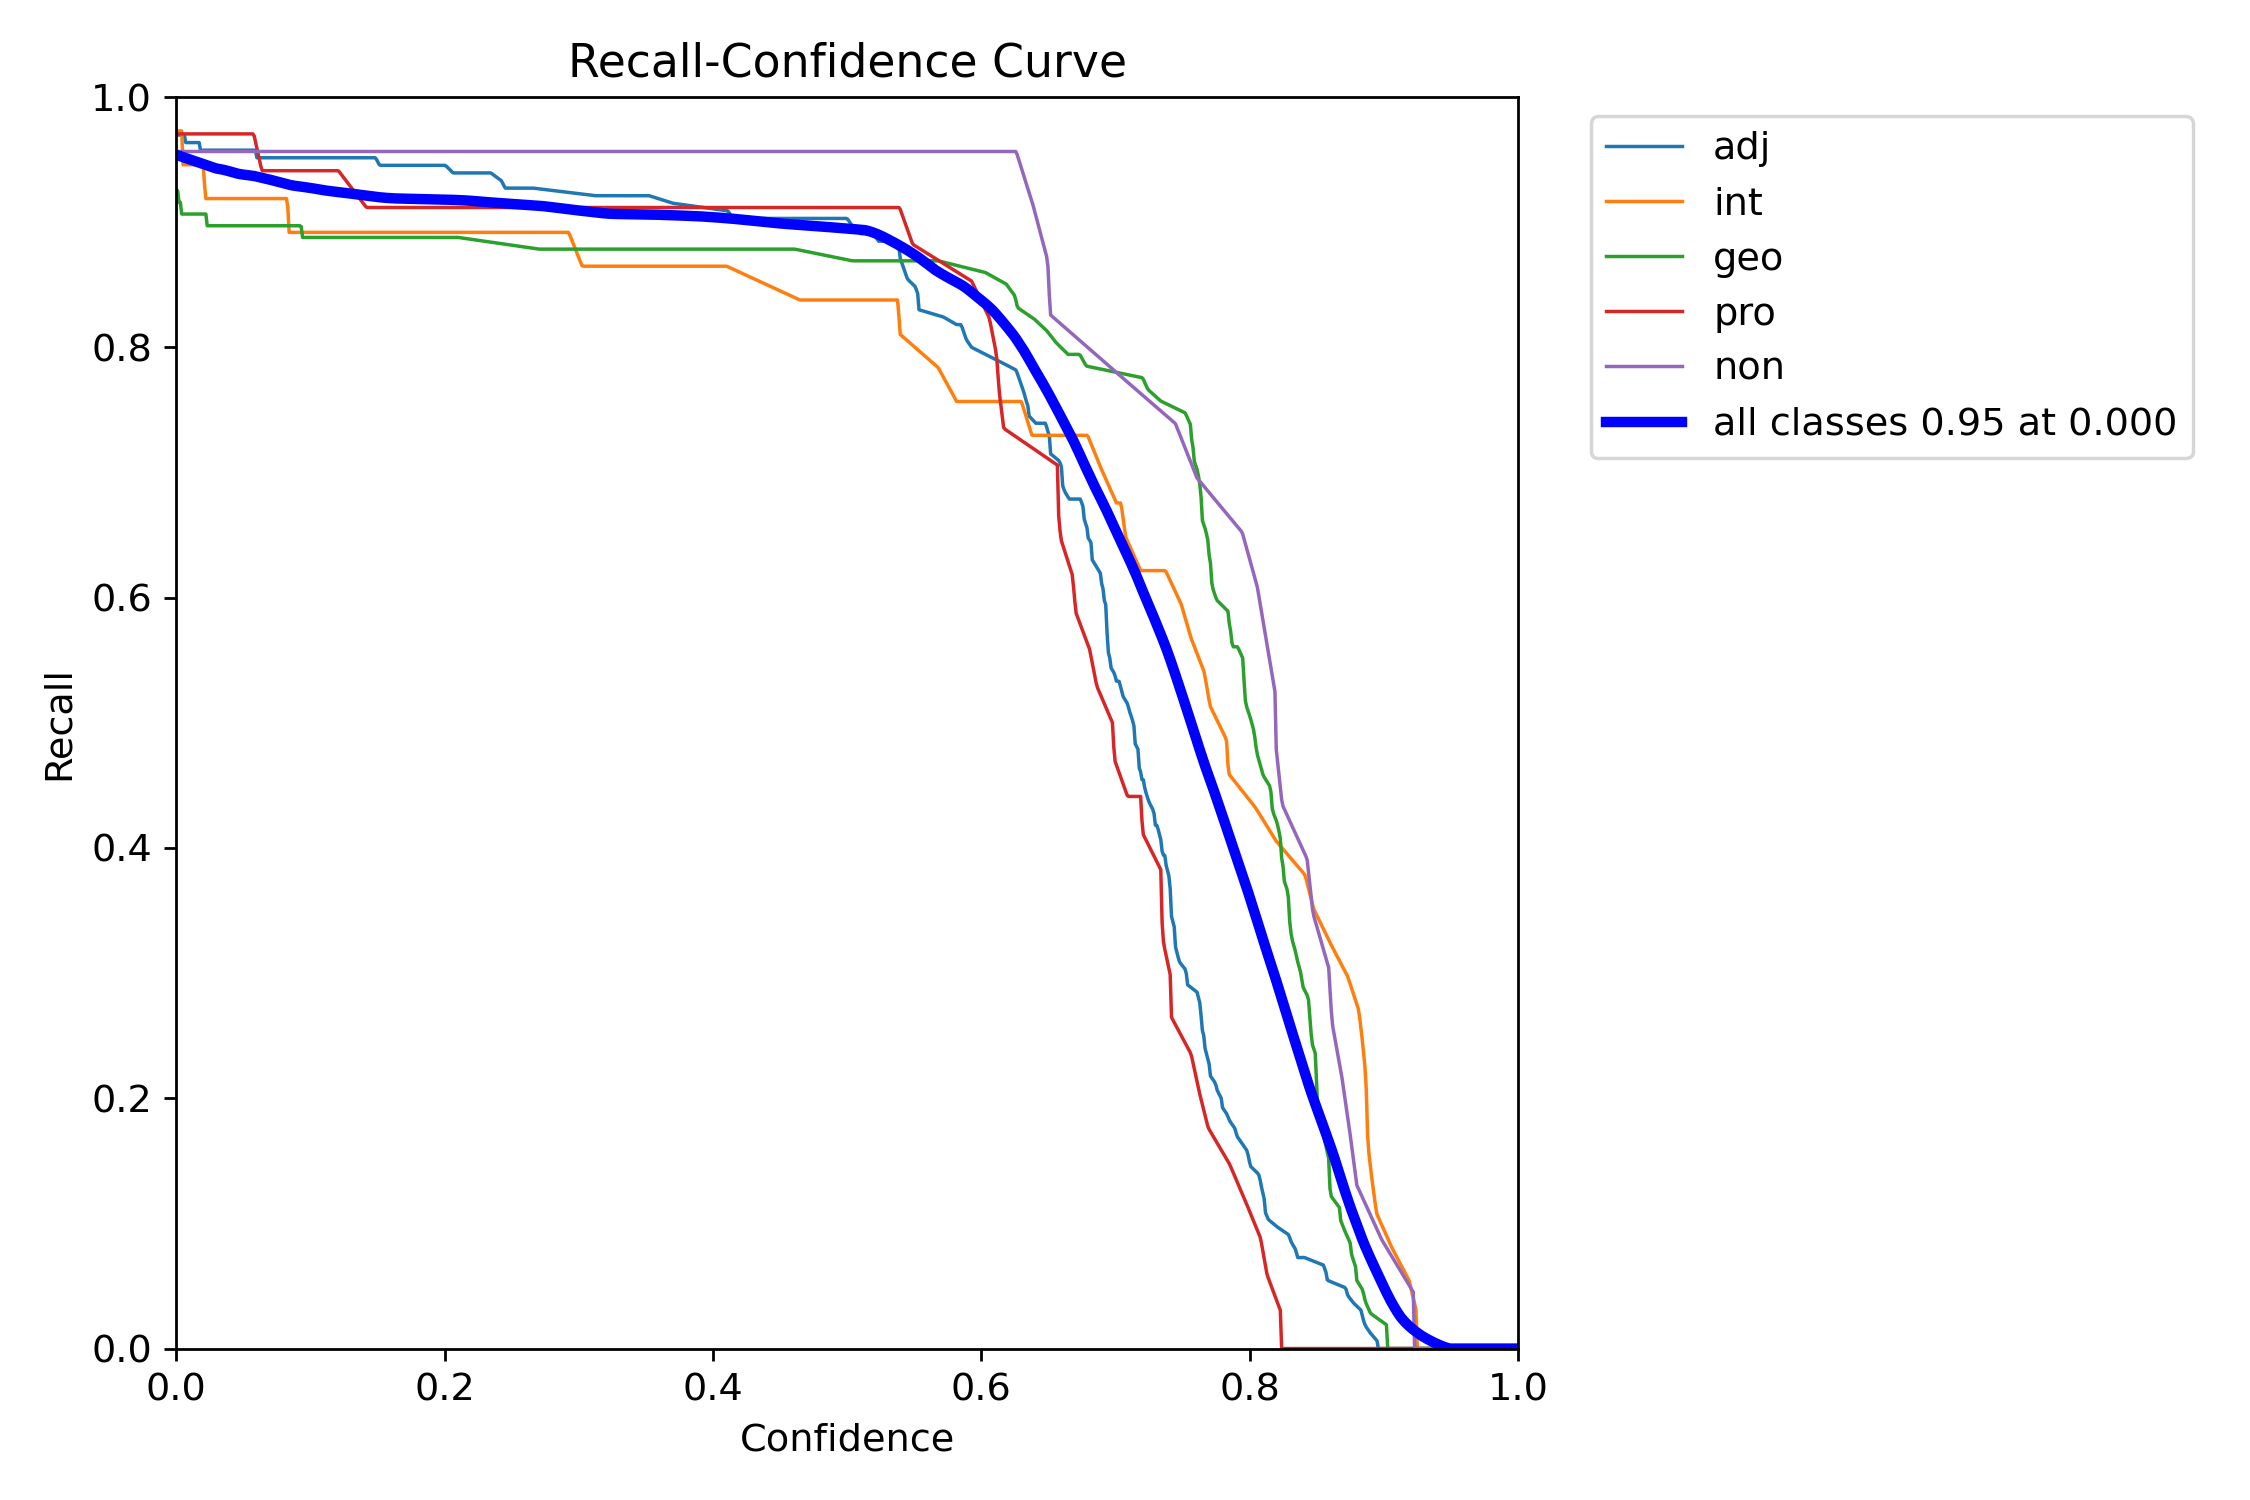 Recall-Confidence Curve
1.0
0.8
0.6
0.4
0.2
0.0
Recall
0.0 0.2 0.4 0.6 0.8 1.0
Confidence
adj
int
geo
pro
non
all classes 0.95 at 0.000